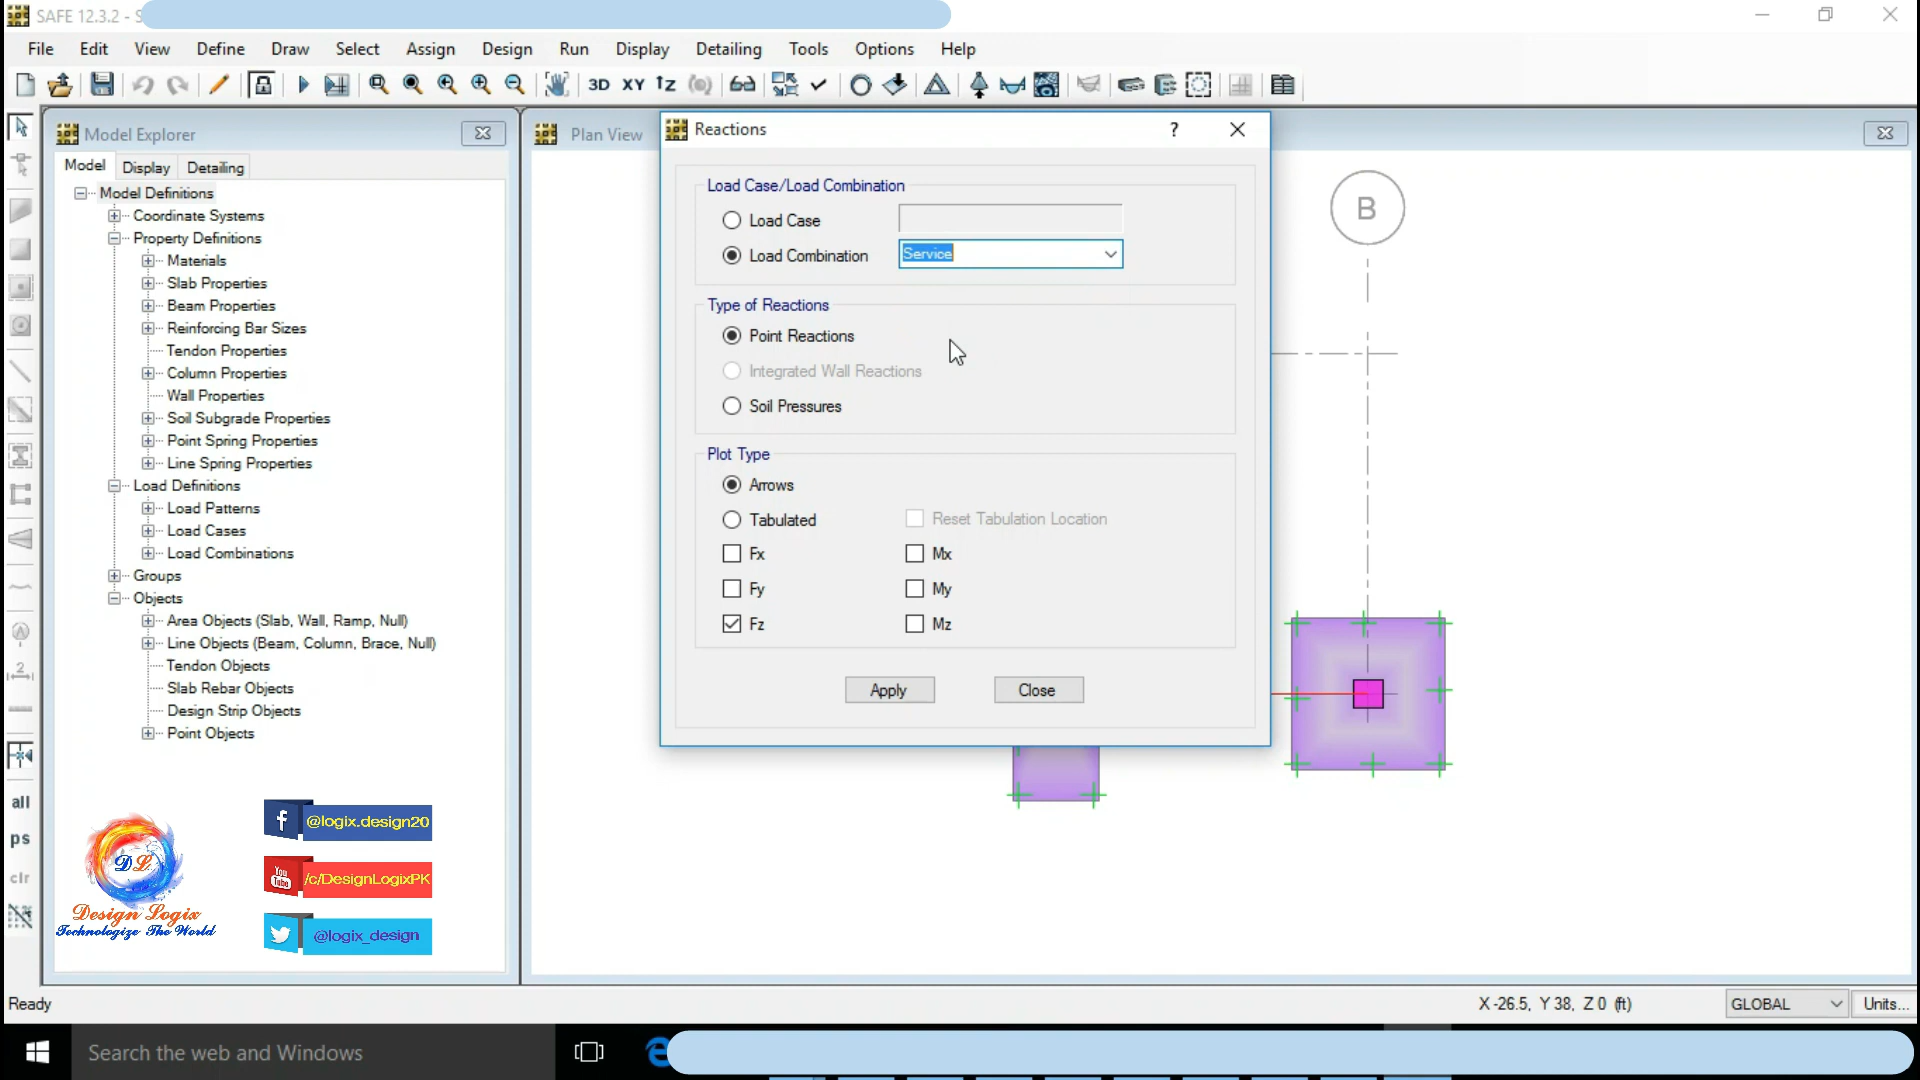 SAFE 12.3.2 - S
File Edit View Define Draw Select Assign Design Run Display Detailing Tools Options Help
3D XY
Model Explorer
Model Display Detailing
Model Definitions
Coordinate Systems
Property Definitions
Materials
Slab Properties
Beam Properties
Reinforcing Bar Sizes
Tendon Properties
Column Properties
Wall Properties
Soil Subgrade Properties
Point Spring Properties
Line Spring Properties
Load Definitions
Load Patterns
Load Cases
Load Combinations
Groups
Objects
Area Objects (Slab, Wall, Ramp, Null)
Line Objects (Beam, Column, Brace, Null)
Tendon Objects
Slab Rebar Objects
Design Strip Objects
Point Objects
all
ps
clr
DL
Design Logix
Technologize The World
f @logix.design20
You Tube /c/DesignLogixPK
@logix_design
Plan View
Reactions ?
Load Case/Load Combination
Load Case
Load Combination Service
Type of Reactions
Point Reactions
Integrated Wall Reactions
Soil Pressures
Plot Type
Arrows
Tabulated Reset Tabulation Location
Fx Mx
Fy My
Fz Mz
Apply Close
B
Ready X -26.5, Y 38, Z 0 (ft) GLOBAL Units...
Search the web and Windows